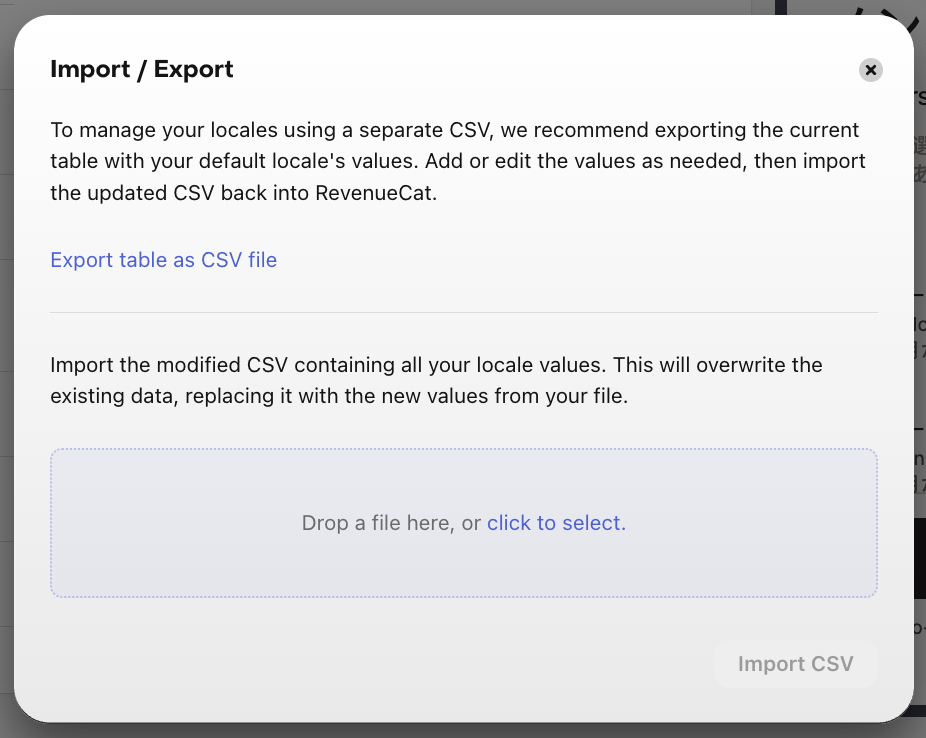 Import / Export
To manage your locales using a separate CSV, we recommend exporting the current
table with your default locale's values. Add or edit the values as needed, then import
the updated CSV back into RevenueCat.
Export table as CSV file
Import the modified CSV containing all your locale values. This will overwrite the
existing data, replacing it with the new values from your file.
Drop a file here, or click to select.
Import CSV